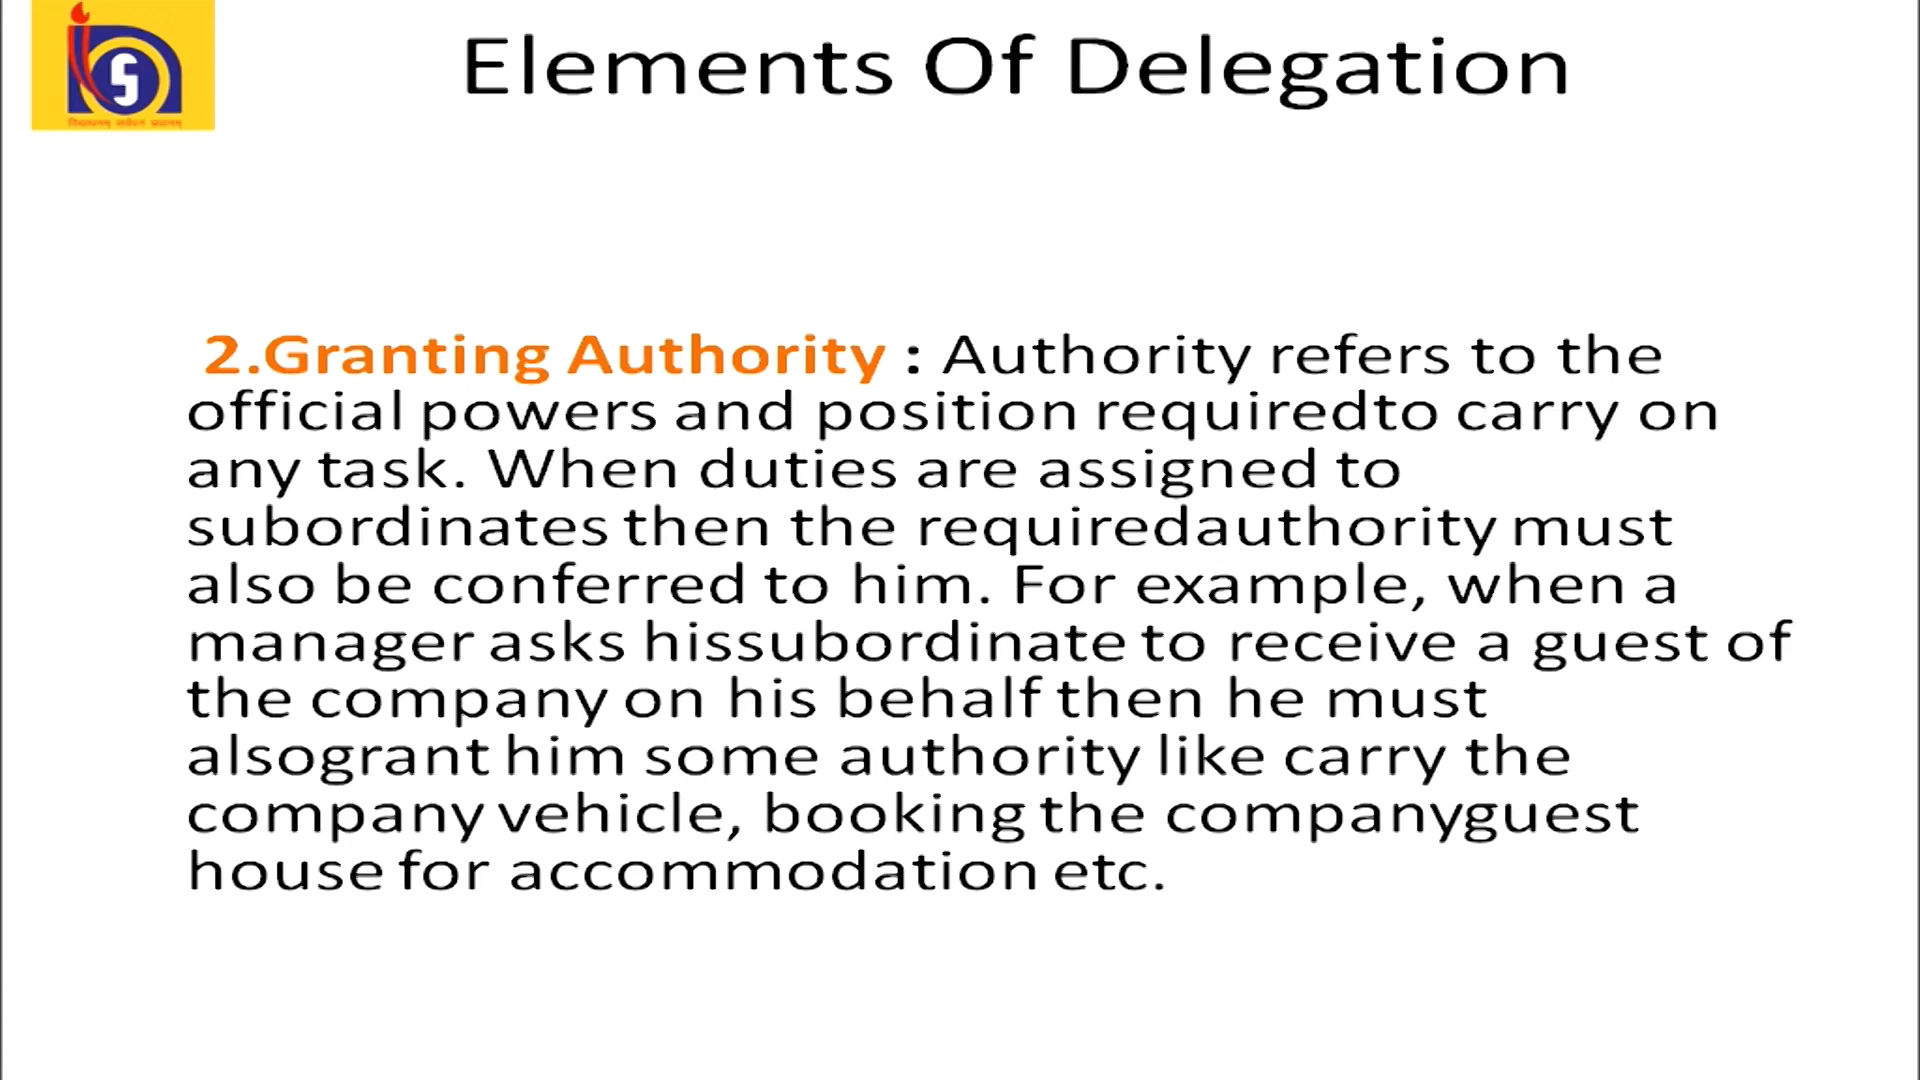 Elements Of Delegation
2.Granting Authority : Authority refers to the
official powers and position requiredto carry on
any task. When duties are assigned to
subordinates then the requiredauthority must
also be conferred to him. For example, when a
manager asks hissubordinate to receive a guest of
the company on his behalf then he must
alsogrant him some authority like carry the
company vehicle, booking the companyguest
house for accommodation etc.